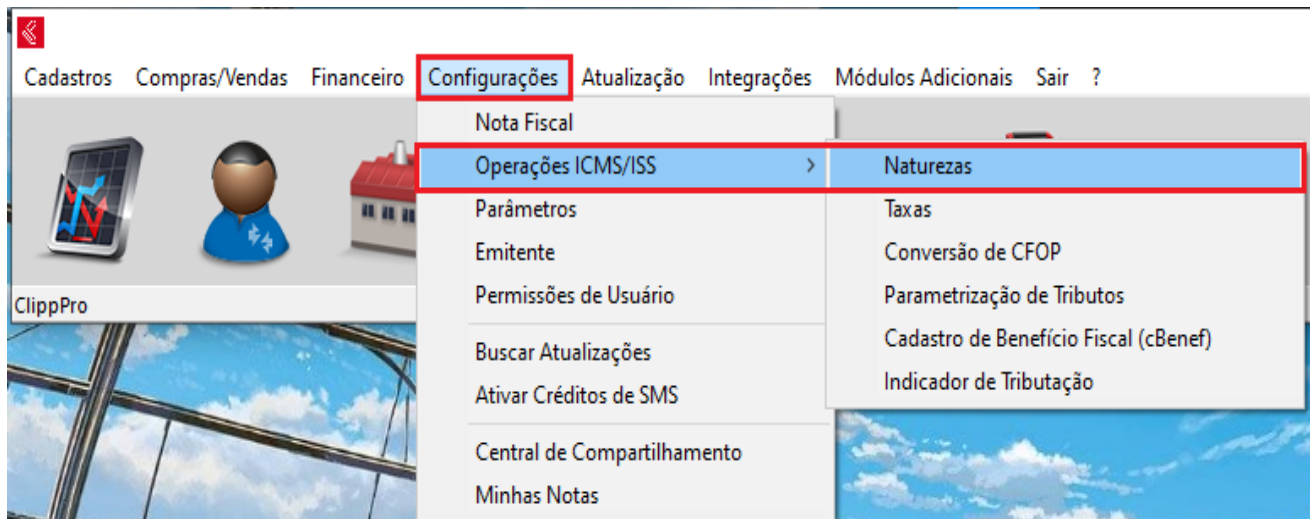 Cadastros Compras/Vendas Financeiro Configurações Atualização Integrações Módulos Adicionais Sair ?
Nota Fiscal
Operações ICMS/ISS >
Parâmetros
Emitente
Permissões de Usuário
Buscar Atualizações
Ativar Créditos de SMS
Central de Compartilhamento
Minhas Notas
Naturezas
Taxas
Conversão de CFOP
Parametrização de Tributos
Cadastro de Benefício Fiscal (cBenef)
Indicador de Tributação
ClippPro